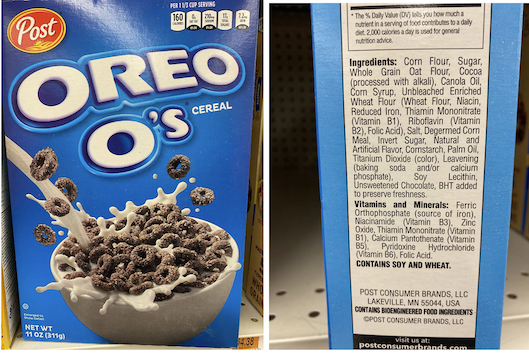 Post
PER 1 1/3 CUP SERVING
160
OREO
O's
CEREAL
NET WT
11 OZ (311g)
4.38
* The % Daily Value (DV) tells you how much a
nutrient in a serving of food contributes to a daily
diet. 2,000 calories a day is used for general
nutrition advice.
Ingredients: Corn Flour, Sugar,
Whole Grain Oat Flour, Cocoa
(processed with alkali), Canola Oil,
Corn Syrup, Unbleached Enriched
Wheat Flour (Wheat Flour, Niacin,
Reduced Iron, Thiamin Mononitrate
(Vitamin B1), Riboflavin (Vitamin
B2), Folic Acid), Salt, Degermed Corn
Meal, Invert Sugar, Natural and
Artificial Flavor, Cornstarch, Palm Oil,
Titanium Dioxide (color), Leavening
(baking soda and/or calcium
phosphate), Soy Lecithin,
Unsweetened Chocolate, BHT added
to preserve freshness.
Vitamins and Minerals: Ferric
Orthophosphate (source of iron),
Niacinamide (Vitamin B3), Zinc
Oxide, Thiamin Mononitrate (Vitamin
B1), Calcium Pantothenate (Vitamin
B5), Pyridoxine Hydrochloride
(Vitamin B6), Folic Acid.
CONTAINS SOY AND WHEAT.
POST CONSUMER BRANDS, LLC
LAKEVILLE, MN 55044, USA
CONTAINS BIOENGINEERED FOOD INGREDIENTS
©POST CONSUMER BRANDS, LLC
visit us at:
postconsumerbrands.com